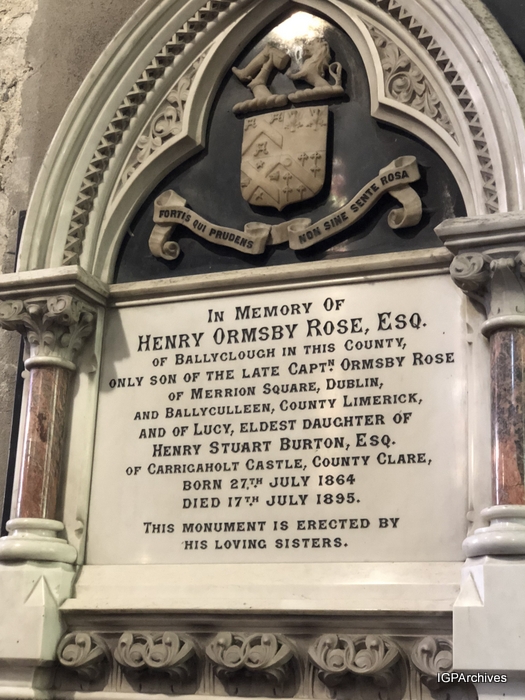 FORTIS QUI PRUDENS NON SINE SENTE ROSA
IN MEMORY OF
HENRY ORMSBY ROSE, ESQ.
OF BALLYCLOUGH IN THIS COUNTY,
ONLY SON OF THE LATE CAPTN ORMSBY ROSE
OF MERRION SQUARE, DUBLIN,
AND BALLYCULLEEN, COUNTY LIMERICK,
AND OF LUCY, ELDEST DAUGHTER OF
HENRY STUART BURTON, ESQ.
OF CARRIGAHOLT CASTLE, COUNTY CLARE,
BORN 27TH JULY 1864
DIED 17TH JULY 1895.
THIS MONUMENT IS ERECTED BY
HIS LOVING SISTERS.
IGPArchives